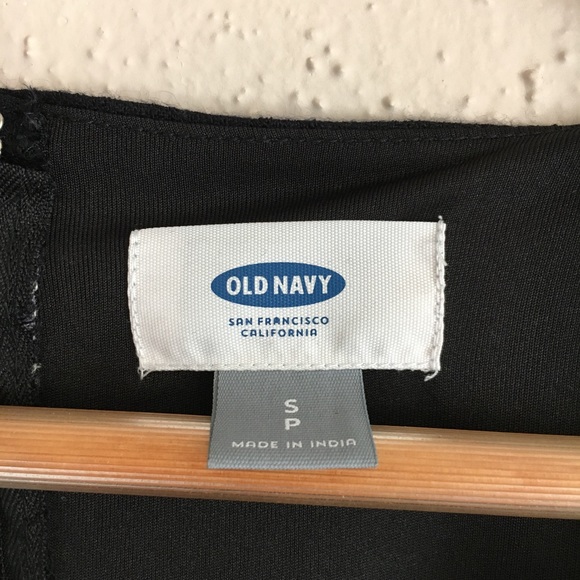 OLD NAVY
SAN FRANCISCO
CALIFORNIA
S
P
MADE IN INDIA